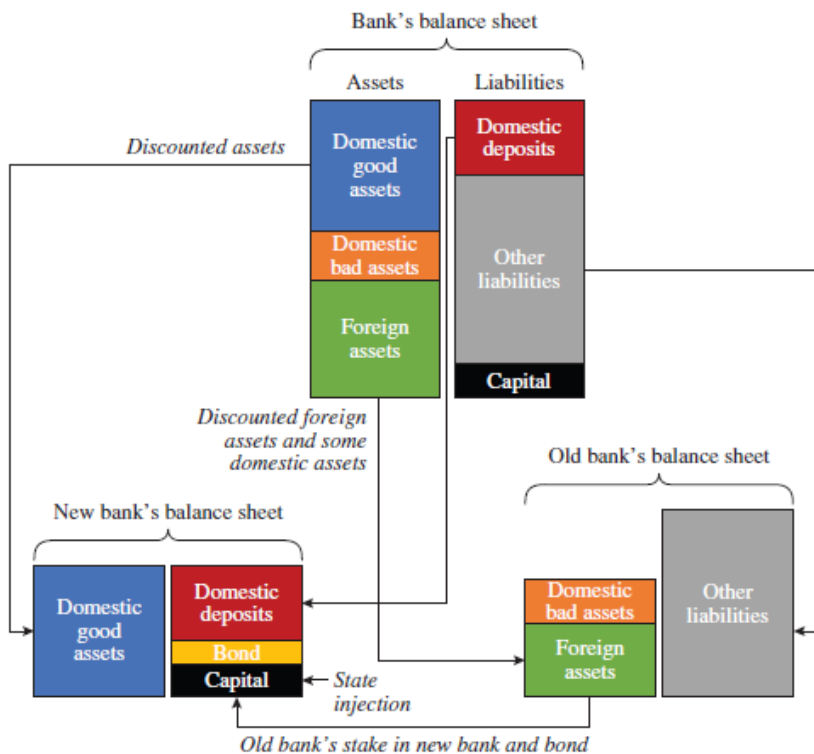 Bank's balance sheet
Assets
Liabilities
Discounted assets
Domestic
good
assets
Domestic
deposits
Domestic
bad assets
Other
liabilities
Foreign
assets
Capital
Discounted foreign
assets and some
domestic assets
Old bank's balance sheet
New bank's balance sheet
Domestic
good
assets
Domestic
deposits
Bond
Capital
State
injection
Domestic
bad assets
Foreign
assets
Other
liabilities
Old bank's stake in new bank and bond